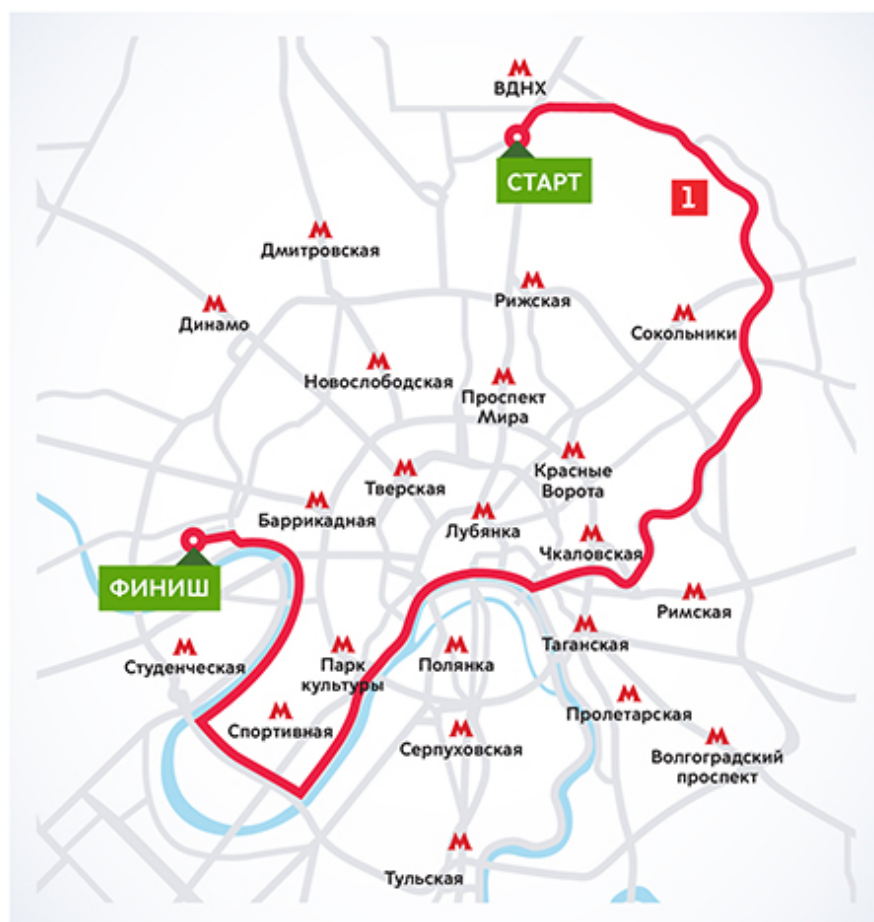 ВДНХ
СТАРТ
1
Дмитровская
Рижская
Динамо
Сокольники
Новослободская
Проспект
Мира
Красные
Ворота
Тверская
Баррикадная
Лубянка
Чкаловская
ФИНИШ
Римская
Студенческая
Парк
культуры
Полянка
Таганская
Спортивная
Пролетарская
Серпуховская
Волгоградский
проспект
Тульская